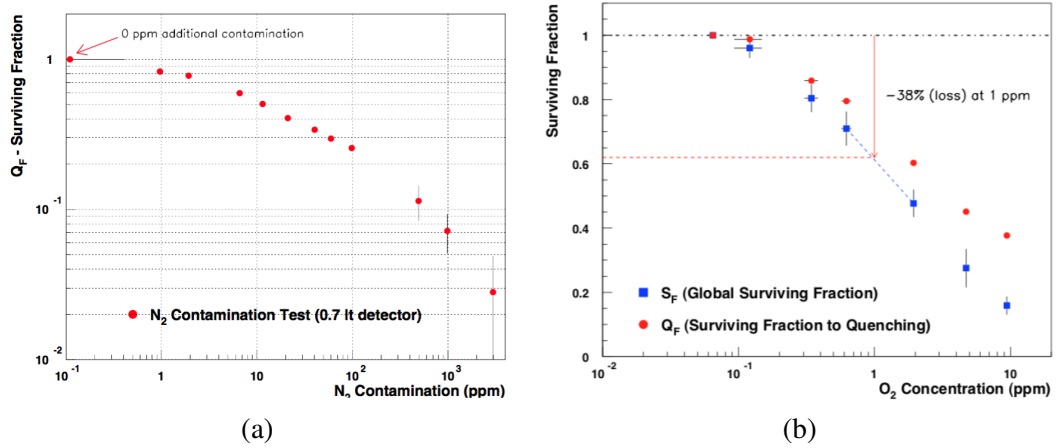 0 ppm additional contamination
Q_F - Surviving Fraction
1
10^-1
10^-2
N_2 Contamination Test (0.7 lt detector)
10^-1
1
10
10^2
10^3
N_2 Contamination (ppm)
(a)
Surviving Fraction
1
0.8
0.6
0.4
0.2
0
-38% (loss) at 1 ppm
S_F (Global Surviving Fraction)
Q_F (Surviving Fraction to Quenching)
10^-2
10^-1
1
10
O_2 Concentration (ppm)
(b)